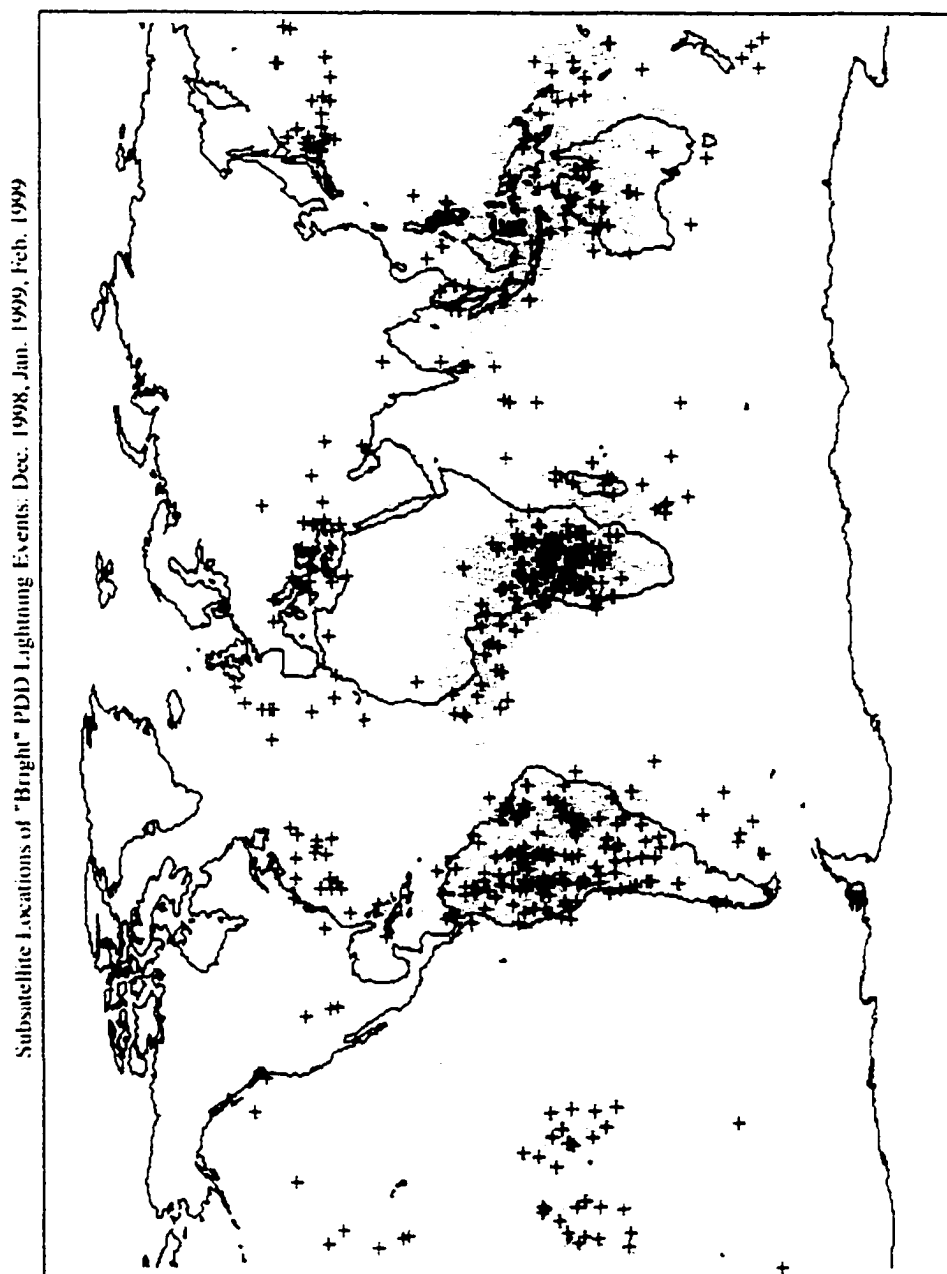 Subsatellite Locations of "Bright" PDD Lightning Events: Dec. 1998, Jan. 1999, Feb. 1999